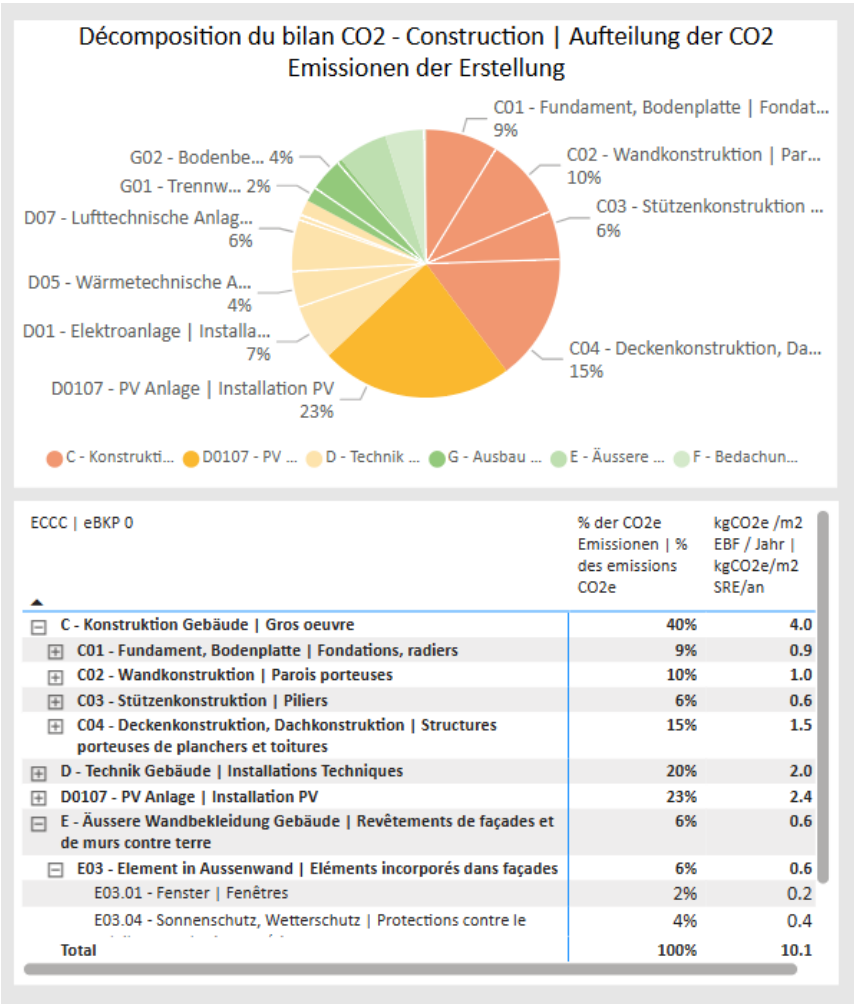 Décomposition du bilan CO2 - Construction | Aufteilung der CO2
Emissionen der Erstellung
C01 - Fundament, Bodenplatte | Fondat...
9%
G02 - Bodenbe... 4%
C02 - Wandkonstruktion | Par...
10%
G01 - Trennw... 2%
C03 - Stützenkonstruktion ...
6%
D07 - Lufttechnische Anlag...
6%
D05 - Wärmetechnische A...
4%
D01 - Elektroanlage | Installa...
7%
C04 - Deckenkonstruktion, Da...
15%
D0107 - PV Anlage | Installation PV
23%
C - Konstrukti... D0107 - PV ... D - Technik ... G - Ausbau ... E - Äussere ... F - Bedachun...
ECCC | eBKP 0
% der CO2e
Emissionen | %
des emissions
CO2e
kgCO2e /m2
EBF / Jahr |
kgCO2e/m2
SRE/an
C - Konstruktion Gebäude | Gros oeuvre 40% 4.0
C01 - Fundament, Bodenplatte | Fondations, radiers 9% 0.9
C02 - Wandkonstruktion | Parois porteuses 10% 1.0
C03 - Stützenkonstruktion | Piliers 6% 0.6
C04 - Deckenkonstruktion, Dachkonstruktion | Structures 15% 1.5
porteuses de planchers et toitures
D - Technik Gebäude | Installations Techniques 20% 2.0
D0107 - PV Anlage | Installation PV 23% 2.4
E - Äussere Wandbekleidung Gebäude | Revêtements de façades et 6% 0.6
de murs contre terre
E03 - Element in Aussenwand | Eléments incorporés dans façades 6% 0.6
E03.01 - Fenster | Fenêtres 2% 0.2
E03.04 - Sonnenschutz, Wetterschutz | Protections contre le 4% 0.4
Total 100% 10.1